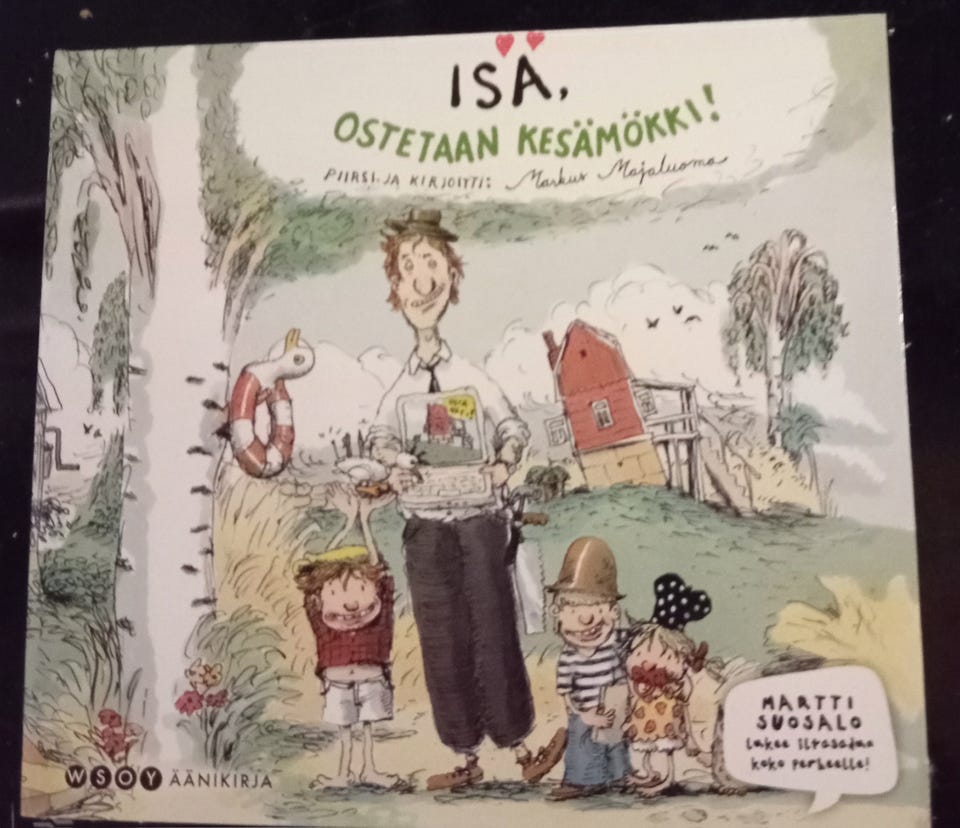 ISÄ,
OSTETAAN KESÄMÖKKI!
PIIRSI JA KIRJOITTI: Markus Majaluoma
MARTTI
SUOSALO
lukee iltasadun
koko perheelle!
WSOY ÄÄNIKIRJA